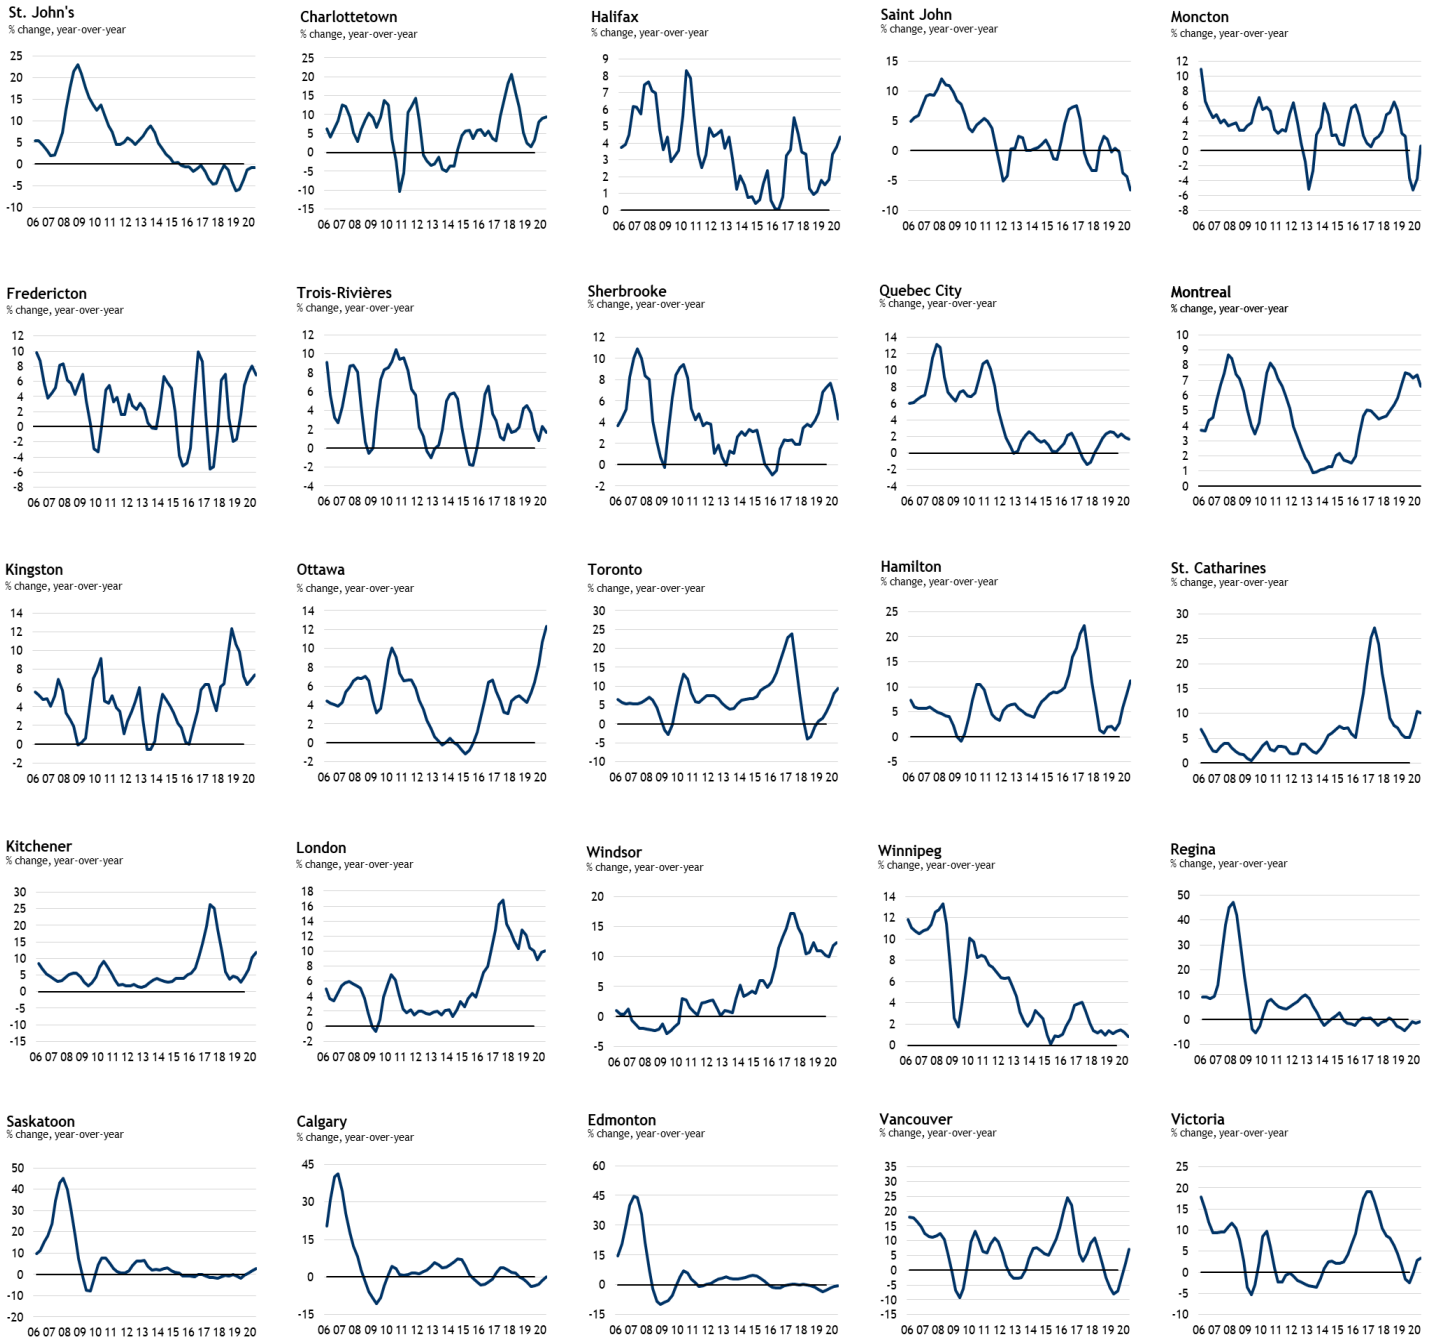 St. John's
% change, year-over-year
25
20
15
10
5
0
-5
-10
06 07 08 09 10 11 12 13 14 15 16 17 18 19 20
Charlottetown
% change, year-over-year
25
20
15
10
5
0
-5
-10
-15
06 07 08 09 10 11 12 13 14 15 16 17 18 19 20
Halifax
% change, year-over-year
9
8
7
6
5
4
3
2
1
0
06 07 08 09 10 11 12 13 14 15 16 17 18 19 20
Saint John
% change, year-over-year
15
10
5
0
-5
-10
06 07 08 09 10 11 12 13 14 15 16 17 18 19 20
Moncton
% change, year-over-year
12
10
8
6
4
2
0
-2
-4
-6
-8
06 07 08 09 10 11 12 13 14 15 16 17 18 19 20
Fredericton
% change, year-over-year
12
10
8
6
4
2
0
-2
-4
-6
-8
06 07 08 09 10 11 12 13 14 15 16 17 18 19 20
Trois-Rivières
% change, year-over-year
12
10
8
6
4
2
0
-2
-4
06 07 08 09 10 11 12 13 14 15 16 17 18 19 20
Sherbrooke
% change, year-over-year
12
10
8
6
4
2
0
-2
06 07 08 09 10 11 12 13 14 15 16 17 18 19 20
Quebec City
% change, year-over-year
14
12
10
8
6
4
2
0
-2
-4
06 07 08 09 10 11 12 13 14 15 16 17 18 19 20
Montreal
% change, year-over-year
10
9
8
7
6
5
4
3
2
1
0
06 07 08 09 10 11 12 13 14 15 16 17 18 19 20
Kingston
% change, year-over-year
14
12
10
8
6
4
2
0
-2
06 07 08 09 10 11 12 13 14 15 16 17 18 19 20
Ottawa
% change, year-over-year
14
12
10
8
6
4
2
0
-2
06 07 08 09 10 11 12 13 14 15 16 17 18 19 20
Toronto
% change, year-over-year
30
25
20
15
10
5
0
-5
-10
06 07 08 09 10 11 12 13 14 15 16 17 18 19 20
Hamilton
% change, year-over-year
25
20
15
10
5
0
-5
06 07 08 09 10 11 12 13 14 15 16 17 18 19 20
St. Catharines
% change, year-over-year
30
25
20
15
10
5
0
06 07 08 09 10 11 12 13 14 15 16 17 18 19 20
Kitchener
% change, year-over-year
30
25
20
15
10
5
0
-5
-10
-15
06 07 08 09 10 11 12 13 14 15 16 17 18 19 20
London
% change, year-over-year
18
16
14
12
10
8
6
4
2
0
-2
06 07 08 09 10 11 12 13 14 15 16 17 18 19 20
Windsor
% change, year-over-year
20
15
10
5
0
-5
06 07 08 09 10 11 12 13 14 15 16 17 18 19 20
Winnipeg
% change, year-over-year
14
12
10
8
6
4
2
0
06 07 08 09 10 11 12 13 14 15 16 17 18 19 20
Regina
% change, year-over-year
50
40
30
20
10
0
-10
06 07 08 09 10 11 12 13 14 15 16 17 18 19 20
Saskatoon
% change, year-over-year
50
40
30
20
10
0
-10
-20
06 07 08 09 10 11 12 13 14 15 16 17 18 19 20
Calgary
% change, year-over-year
45
30
15
0
-15
06 07 08 09 10 11 12 13 14 15 16 17 18 19 20
Edmonton
% change, year-over-year
60
45
30
15
0
-15
06 07 08 09 10 11 12 13 14 15 16 17 18 19 20
Vancouver
% change, year-over-year
35
30
25
20
15
10
5
0
-5
-10
-15
06 07 08 09 10 11 12 13 14 15 16 17 18 19 20
Victoria
% change, year-over-year
25
20
15
10
5
0
-5
-10
06 07 08 09 10 11 12 13 14 15 16 17 18 19 20